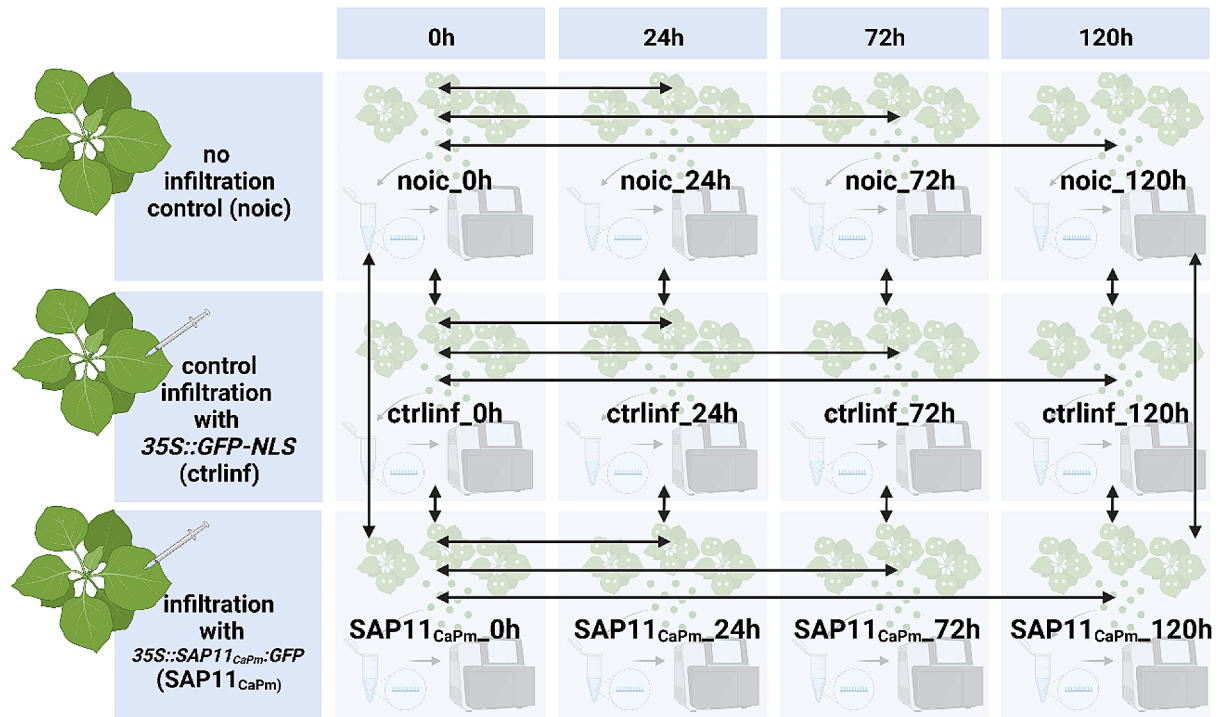 0h 24h 72h 120h
no
infiltration
control (noic)
noic_0h noic_24h noic_72h noic_120h
control
infiltration
with
35S::GFP-NLS
(ctrlinf)
ctrlinf_0h ctrlinf_24h ctrlinf_72h ctrlinf_120h
infiltration
with
35S::SAP11CaPm:GFP
(SAP11CaPm)
SAP11CaPm_0h SAP11CaPm_24h SAP11CaPm_72h SAP11CaPm_120h